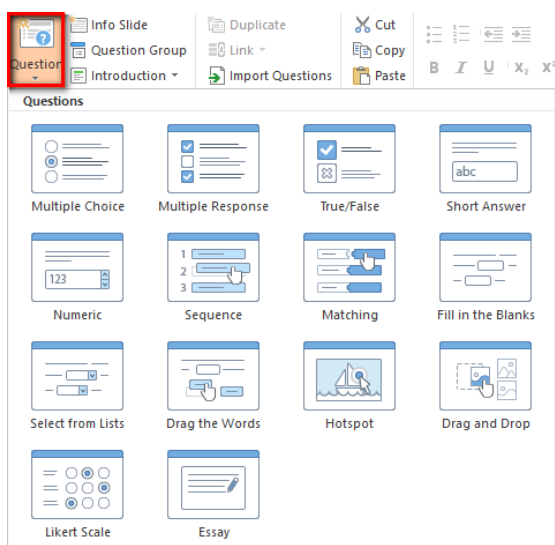 Question
Info Slide
Question Group
Introduction
Duplicate
Link
Import Questions
Cut
Copy
Paste
B I U X₂ X²
Questions
Multiple Choice
Multiple Response
True/False
abc
Short Answer
123
Numeric
1
2
3
Sequence
Matching
Fill in the Blanks
Select from Lists
Drag the Words
Hotspot
Drag and Drop
Likert Scale
Essay